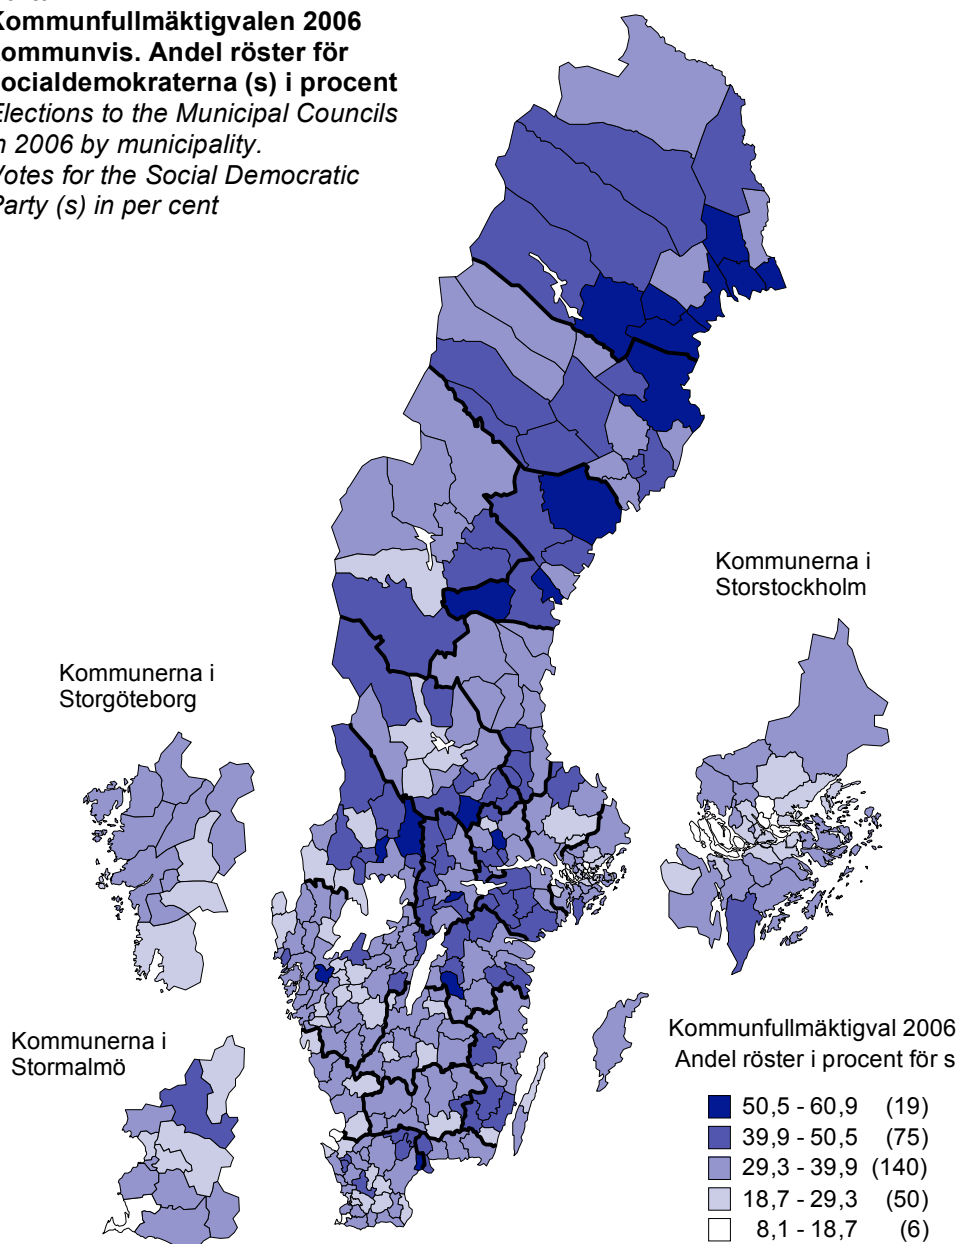 Kommunfullmäktigvalen 2006
kommunvis. Andel röster för
socialdemokraterna (s) i procent
Elections to the Municipal Councils
in 2006 by municipality.
Votes for the Social Democratic
Party (s) in per cent
Kommunerna i
Storstockholm
Kommunerna i
Storgöteborg
Kommunerna i
Stormalmö
Kommunfullmäktigval 2006
Andel röster i procent för s
50,5 - 60,9 (19)
39,9 - 50,5 (75)
29,3 - 39,9 (140)
18,7 - 29,3 (50)
8,1 - 18,7 (6)